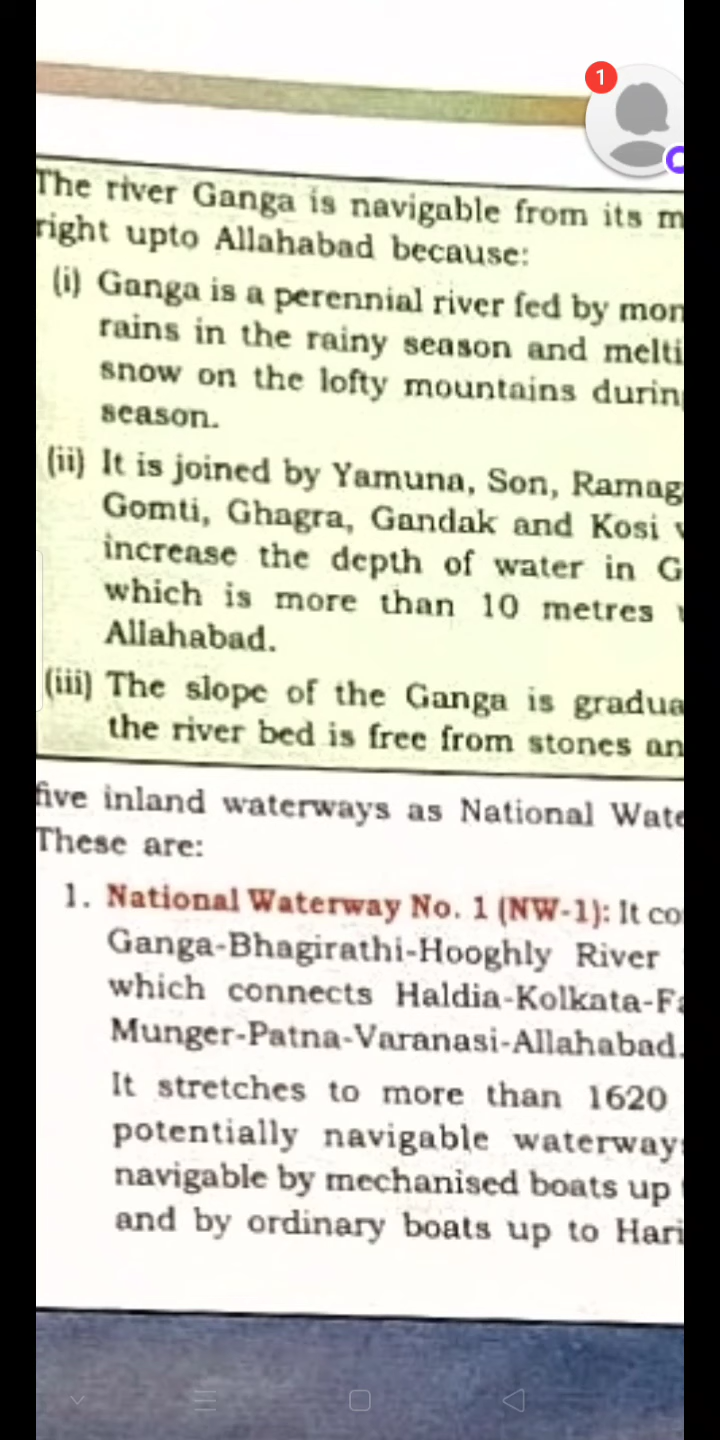 1
The river Ganga is navigable from its m
right upto Allahabad because:
(i) Ganga is a perennial river fed by mon
rains in the rainy season and melti
snow on the lofty mountains durin
season.
(ii) It is joined by Yamuna, Son, Ramag
Gomti, Ghagra, Gandak and Kosi
increase the depth of water in G
which is more than 10 metres
Allahabad.
(iii) The slope of the Ganga is gradua
the river bed is free from stones an
five inland waterways as National Wate
These are:
1. National Waterway No. 1 (NW-1): It co
Ganga-Bhagirathi-Hooghly River
which connects Haldia-Kolkata-Fa
Munger-Patna-Varanasi-Allahabad.
It stretches to more than 1620
potentially navigable waterway
navigable by mechanised boats up
and by ordinary boats up to Hari